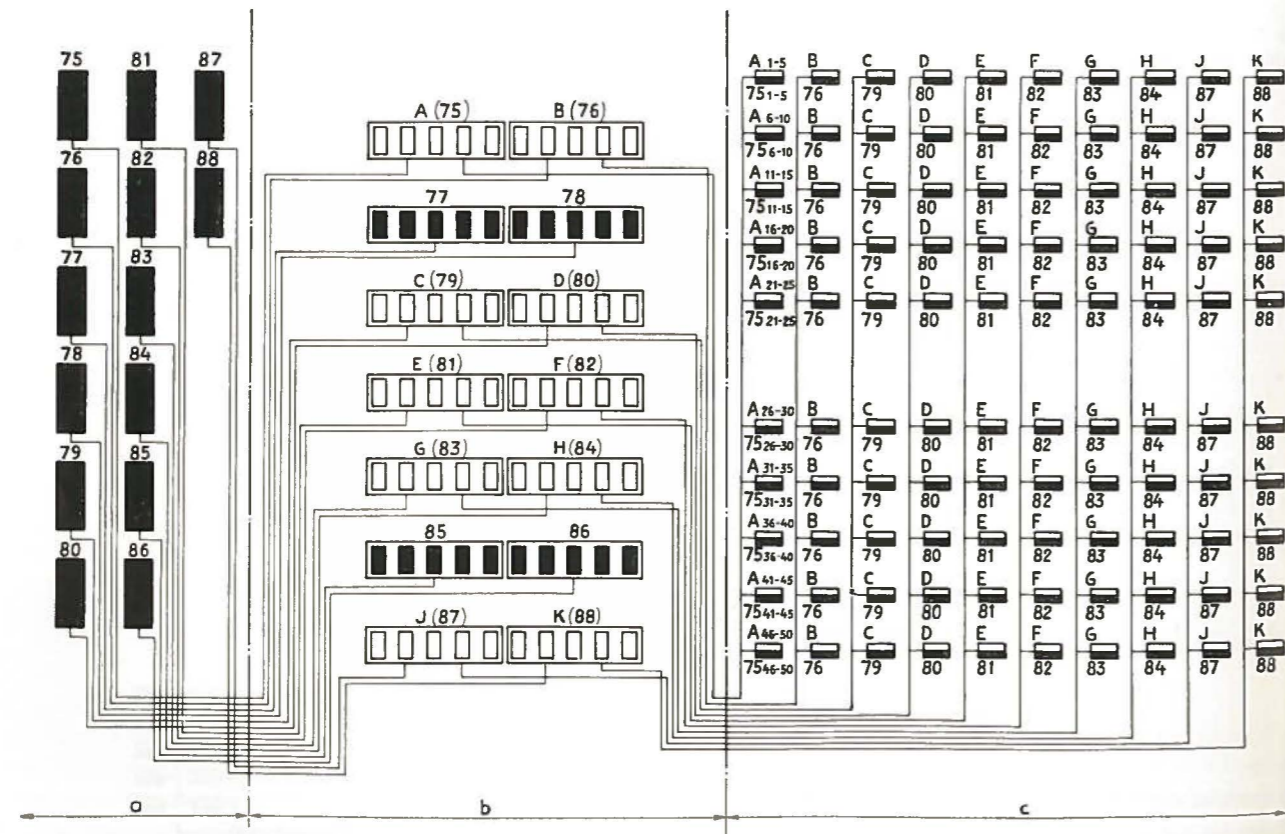 75 81 87
76 82 88
77 83
78 84
79 85
80 86
A (75) B (76)
77 78
C (79) D (80)
E (81) F (82)
G (83) H (84)
85 86
J (87) K (88)
A 1-5 B C D E F G H J K
75 1-5 76 79 80 81 82 83 84 87 88
A 6-10 B C D E F G H J K
75 6-10 76 79 80 81 82 83 84 87 88
A 11-15 B C D E F G H J K
75 11-15 76 79 80 81 82 83 84 87 88
A 16-20 B C D E F G H J K
75 16-20 76 79 80 81 82 83 84 87 88
A 21-25 B C D E F G H J K
75 21-25 76 79 80 81 82 83 84 87 88
A 26-30 B C D E F G H J K
75 26-30 76 79 80 81 82 83 84 87 88
A 31-35 B C D E F G H J K
75 31-35 76 79 80 81 82 83 84 87 88
A 36-40 B C D E F G H J K
75 36-40 76 79 80 81 82 83 84 87 88
A 41-45 B C D E F G H J K
75 41-45 76 79 80 81 82 83 84 87 88
A 46-50 B C D E F G H J K
75 46-50 76 79 80 81 82 83 84 87 88
a b c